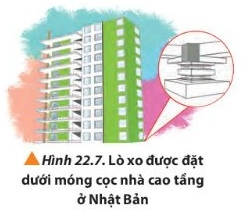 ▲Hình 22.7. Lò xo được đặt
dưới móng cọc nhà cao tầng
ở Nhật Bản